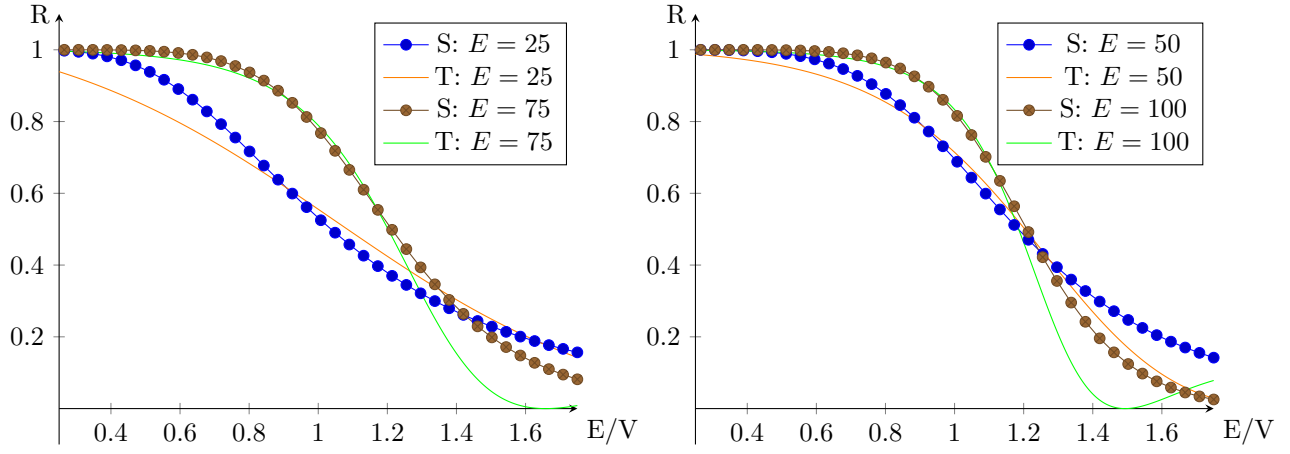 R
1
0.8
0.6
0.4
0.2
0.4 0.6 0.8 1 1.2 1.4 1.6
E/V
S: E = 25
T: E = 25
S: E = 75
T: E = 75
R
1
0.8
0.6
0.4
0.2
0.4 0.6 0.8 1 1.2 1.4 1.6
E/V
S: E = 50
T: E = 50
S: E = 100
T: E = 100